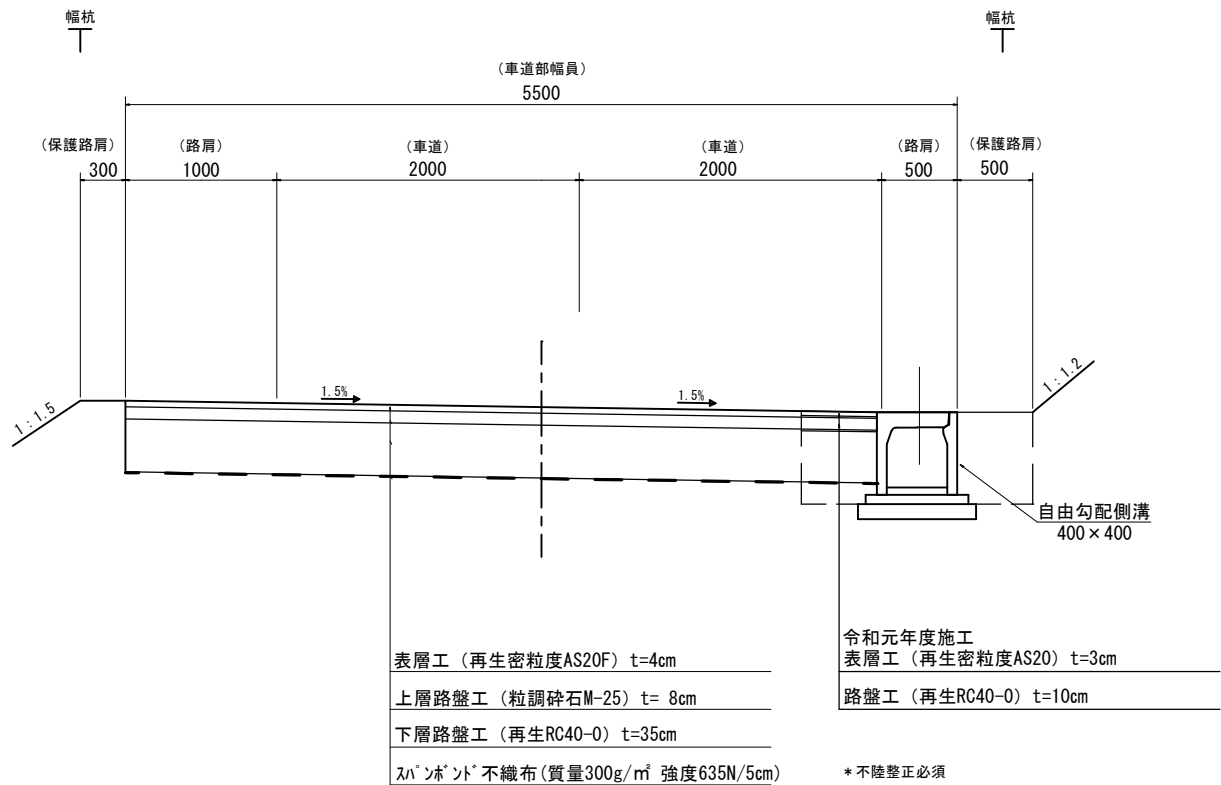 幅杭
幅杭
(車道部幅員)
5500
(保護路肩)
300
(路肩)
1000
(車道)
2000
(車道)
2000
(路肩)
500
(保護路肩)
500
1:1.5
1.5%
1.5%
1:1.2
自由勾配側溝
400×400
表層工(再生密粒度AS20F) t=4cm
上層路盤工(粒調砕石M-25) t= 8cm
下層路盤工(再生RC40-0) t=35cm
スパンボンド不織布(質量300g/㎡ 強度635N/5cm)
令和元年度施工
表層工(再生密粒度AS20) t=3cm
路盤工(再生RC40-0) t=10cm
*不陸整正必須